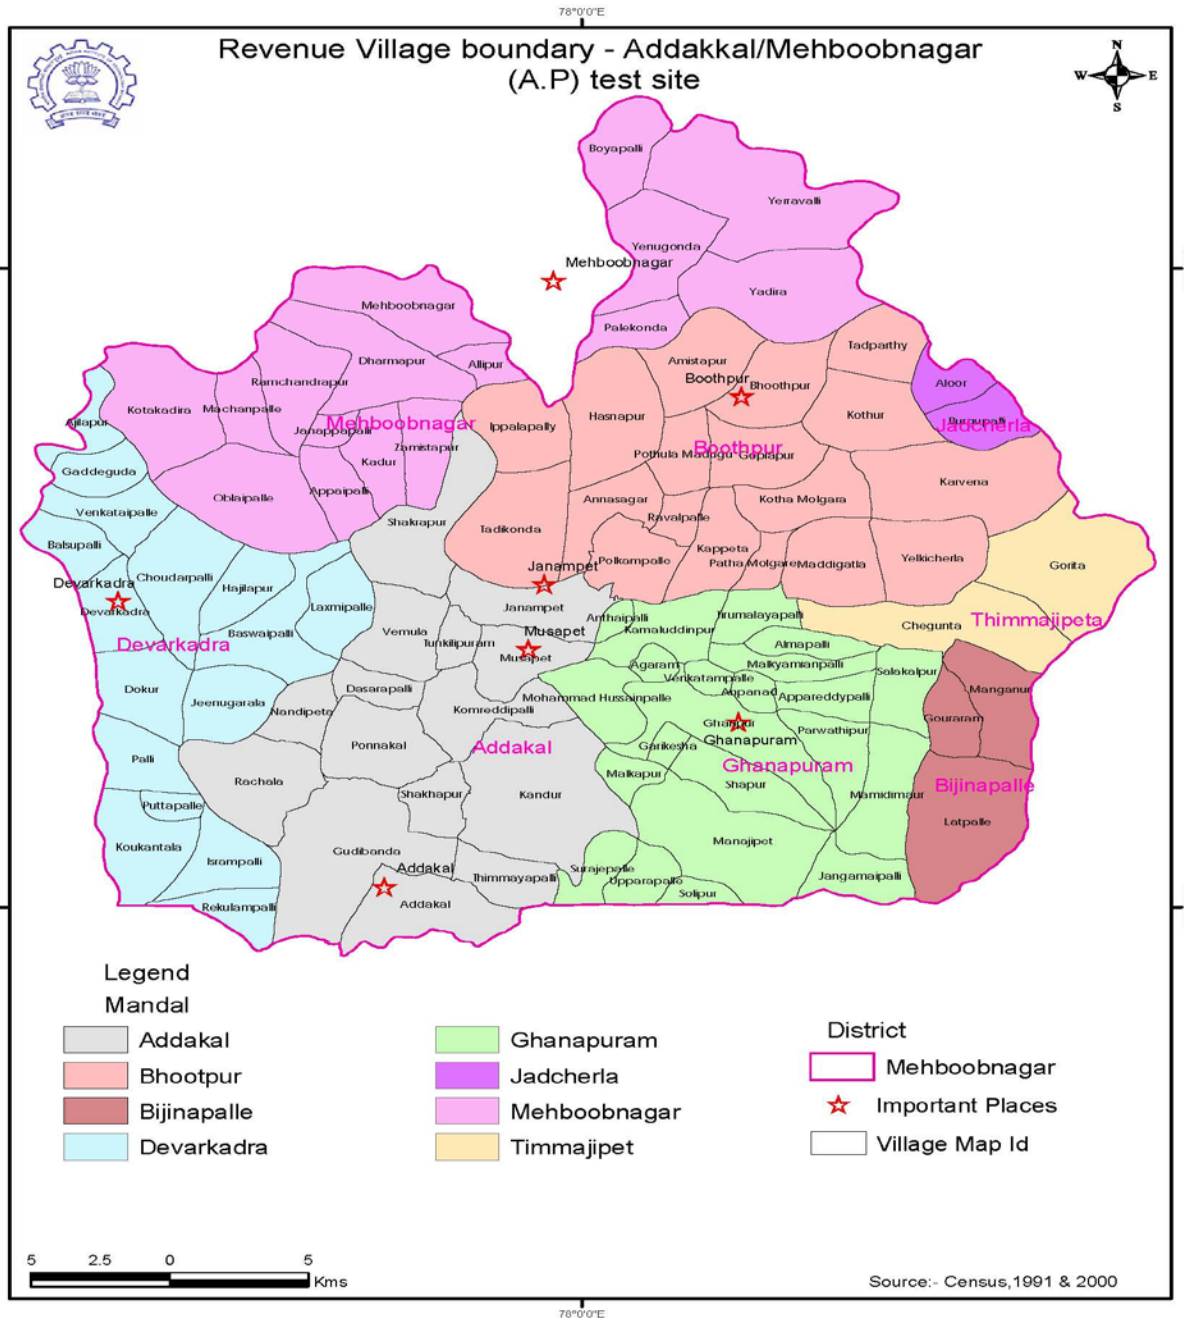 78°0'0"E
Revenue Village boundary - Addakkal/Mehboobnagar
(A.P) test site
N
W E
S
Boyapalli
Yerravalli
Yenugonda
Mehboobnagar
Yadira
Mehboobnagar
Palekonda
Tadparthy
Dharmapur
Allipur
Amistapur
Boothpur
Bhoothpur
Aloor
Ramchandrapur
Kotakadira
Machanpalle
Hasnapur
Kothur
Ajilapur
Mehboobnagar
Janappapalli
Ippalapally
Jadcherla
Zamistapur
Boothpur
Pothula Madugu
Goplapur
Kadur
Gaddeguda
Appaipalli
Oblaipalle
Karvena
Annasagar
Kotha Molgara
Venkataipalle
Shakrapur
Tadikonda
Ravalpalle
Balsupalli
Kappeta
Polkampalle
Patha Molgare
Maddigatla
Yelkicherla
Gorita
Janampet
Devarkadra
Choudarpalli
Hajilapur
Devarkadra
Laxmipalle
Janampet
Anthaipalli
Tirumalayapalli
Thimmajipeta
Chegunta
Devarkadra
Baswaipalli
Vemula
Tunkilipuram
Musapet
Musapet
Kamaluddinpur
Almapalli
Agaram
Malkyamianpalli
Salakalpur
Venkatampalle
Dokur
Dasarapalli
Jeenugarala
Nandipeta
Komreddipalli
Mohammad Hussainpalle
Appanad
Appareddypalli
Manganur
Gouraram
Ghanpur
Ghanapuram
Parwathipur
Palli
Ponnakal
Addakal
Garikesha
Ghanapuram
Malkapur
Shapur
Bijinapalle
Rachala
Shakhapur
Kandur
Mamidimaur
Puttapalle
Latpalle
Koukantala
Gudibanda
Manajipet
Isrampalli
Addakal
Thimmayapalli
Surajepalle
Upparapalle
Solipur
Jangamaipalli
Rekulampalli
Addakal
Legend
Mandal
Addakal
Bhootpur
Bijinapalle
Devarkadra
Ghanapuram
Jadcherla
Mehboobnagar
Timmajipet
District
Mehboobnagar
Important Places
Village Map Id
5 2.5 0 5
Kms
Source:- Census,1991 & 2000
78°0'0"E